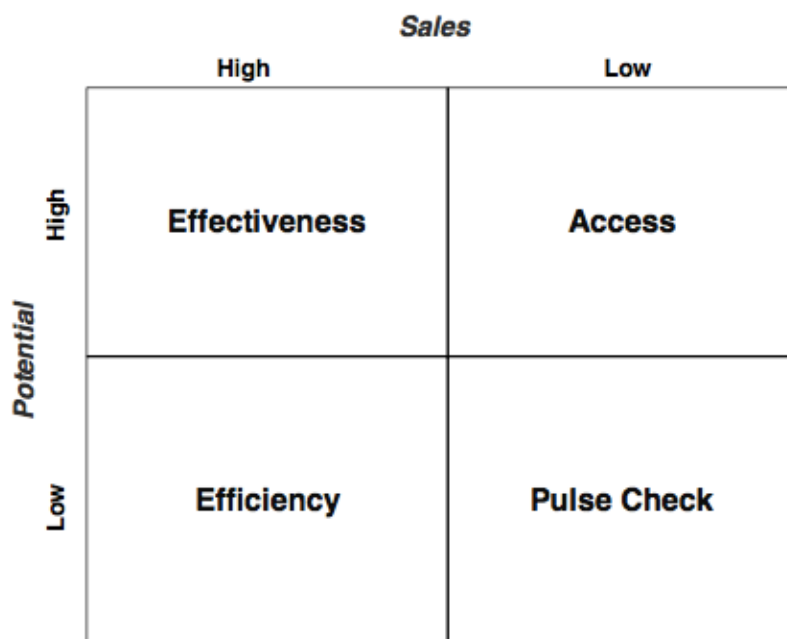 Sales
High Low
High
Effectiveness Access
Potential
Low
Efficiency Pulse Check